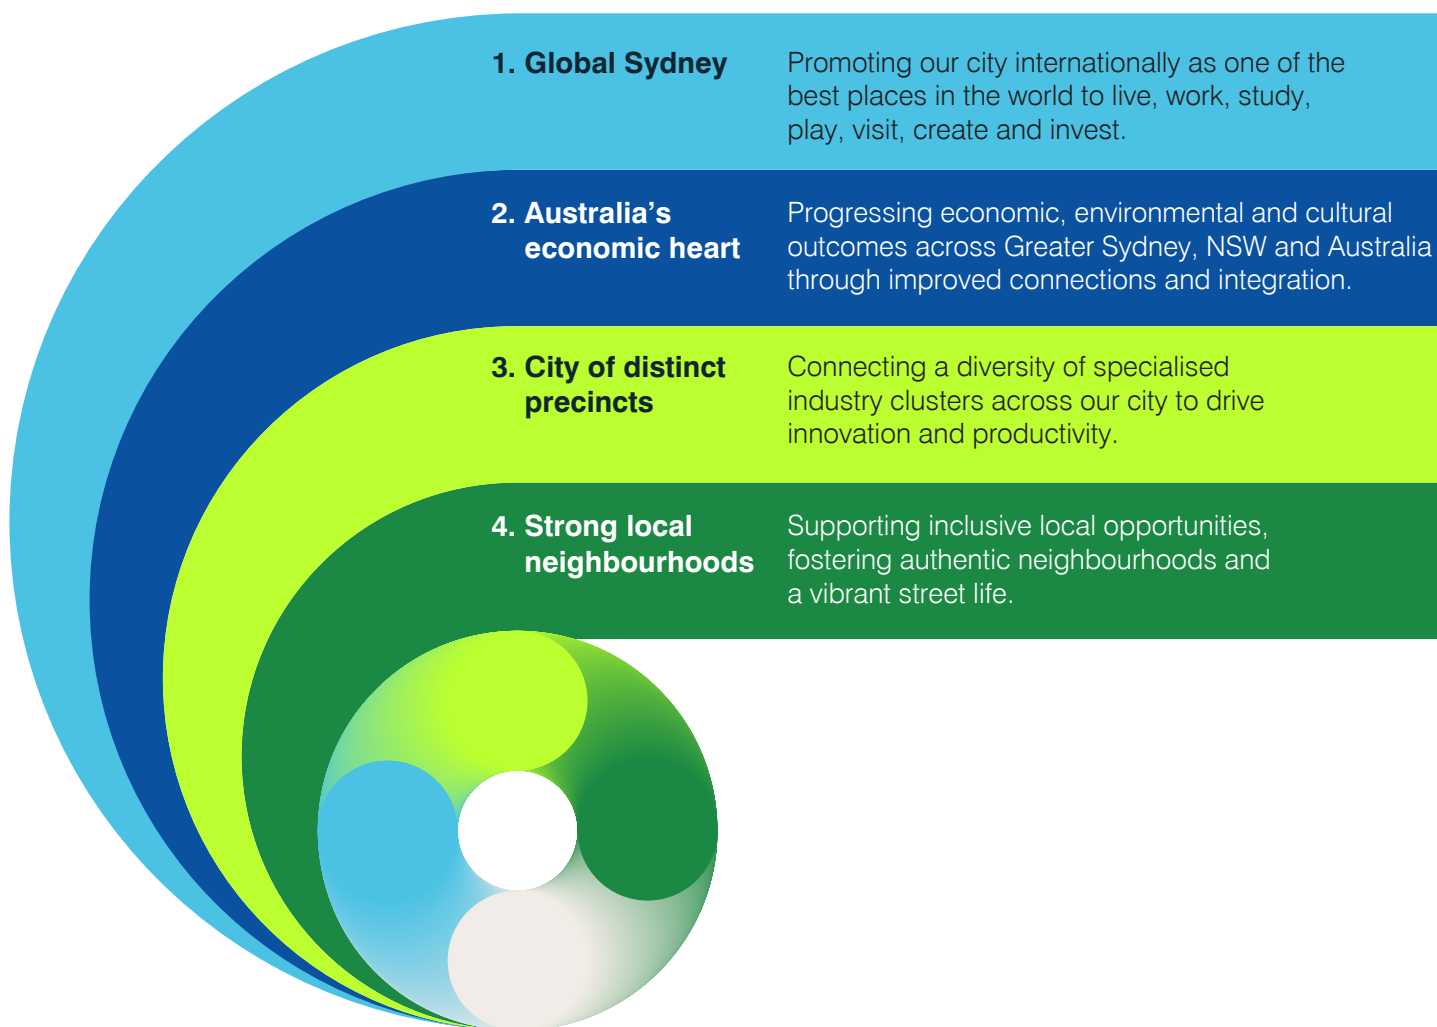 1. Global Sydney
Promoting our city internationally as one of the
best places in the world to live, work, study,
play, visit, create and invest.
2. Australia’s
economic heart
Progressing economic, environmental and cultural
outcomes across Greater Sydney, NSW and Australia
through improved connections and integration.
3. City of distinct
precincts
Connecting a diversity of specialised
industry clusters across our city to drive
innovation and productivity.
4. Strong local
neighbourhoods
Supporting inclusive local opportunities,
fostering authentic neighbourhoods and
a vibrant street life.